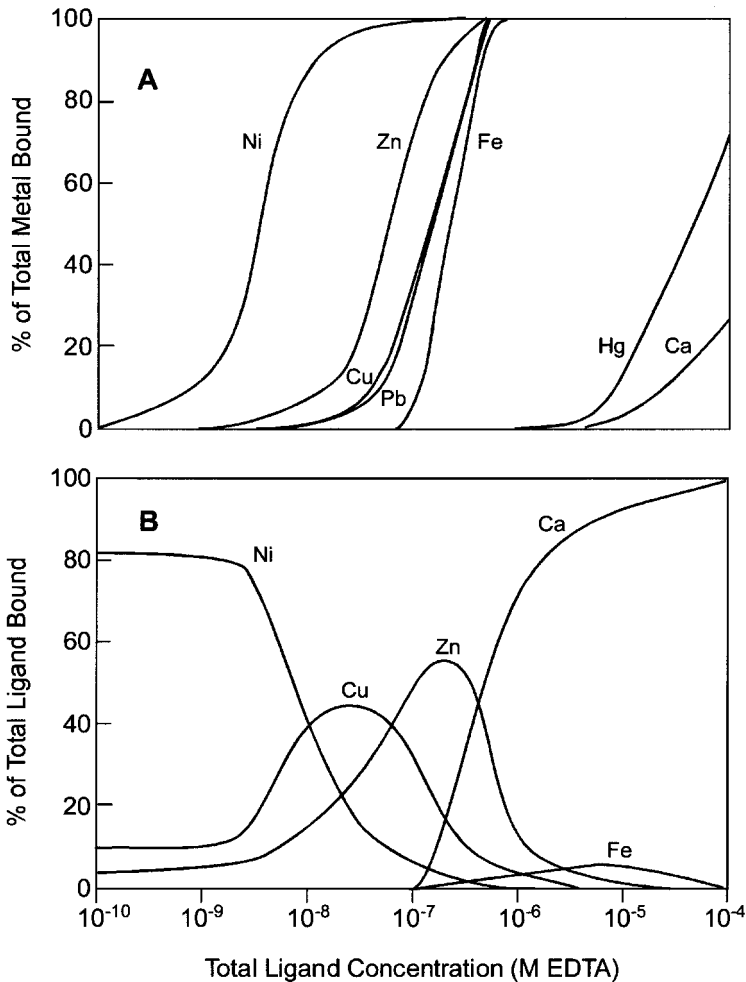 A
% of Total Metal Bound
100
80
60
40
20
0
Ni
Zn
Fe
Cu
Pb
Hg
Ca
B
% of Total Ligand Bound
100
80
60
40
20
0
Ni
Cu
Zn
Ca
Fe
10⁻¹⁰ 10⁻⁹ 10⁻⁸ 10⁻⁷ 10⁻⁶ 10⁻⁵ 10⁻⁴
Total Ligand Concentration (M EDTA)